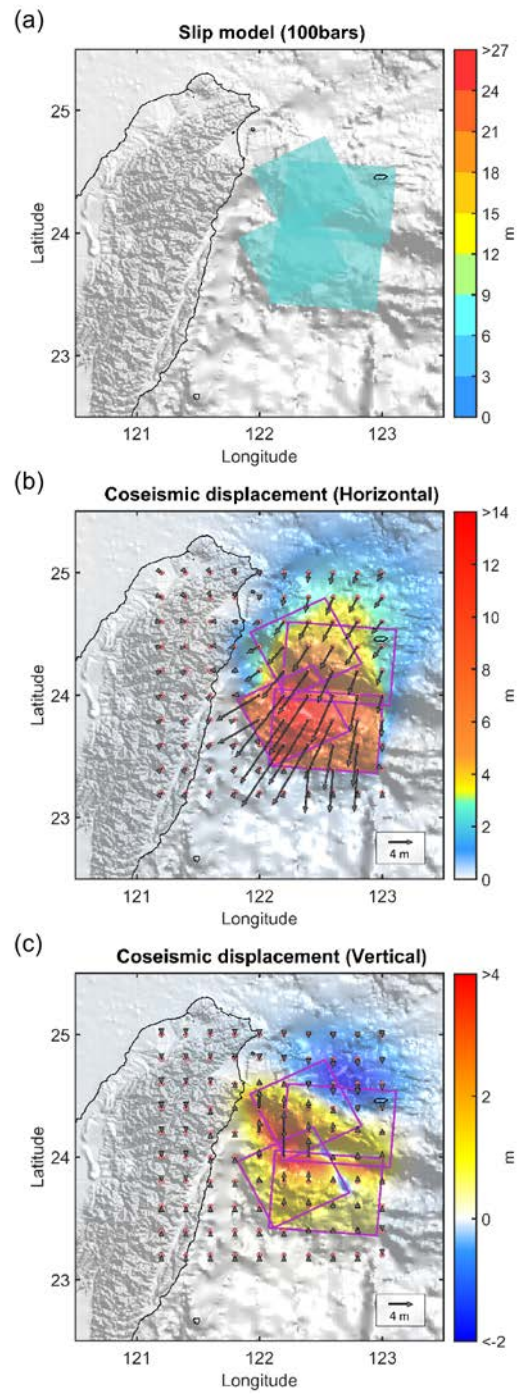 (a)
Slip model (100bars)
25
24
23
Latitude
121
122
123
Longitude
>27
24
21
18
15
12
9
6
3
0
m
(b)
Coseismic displacement (Horizontal)
25
24
23
Latitude
4 m
121
122
123
Longitude
>14
12
10
8
6
4
2
0
m
(c)
Coseismic displacement (Vertical)
25
24
23
Latitude
4 m
121
122
123
Longitude
>4
2
0
<-2
m